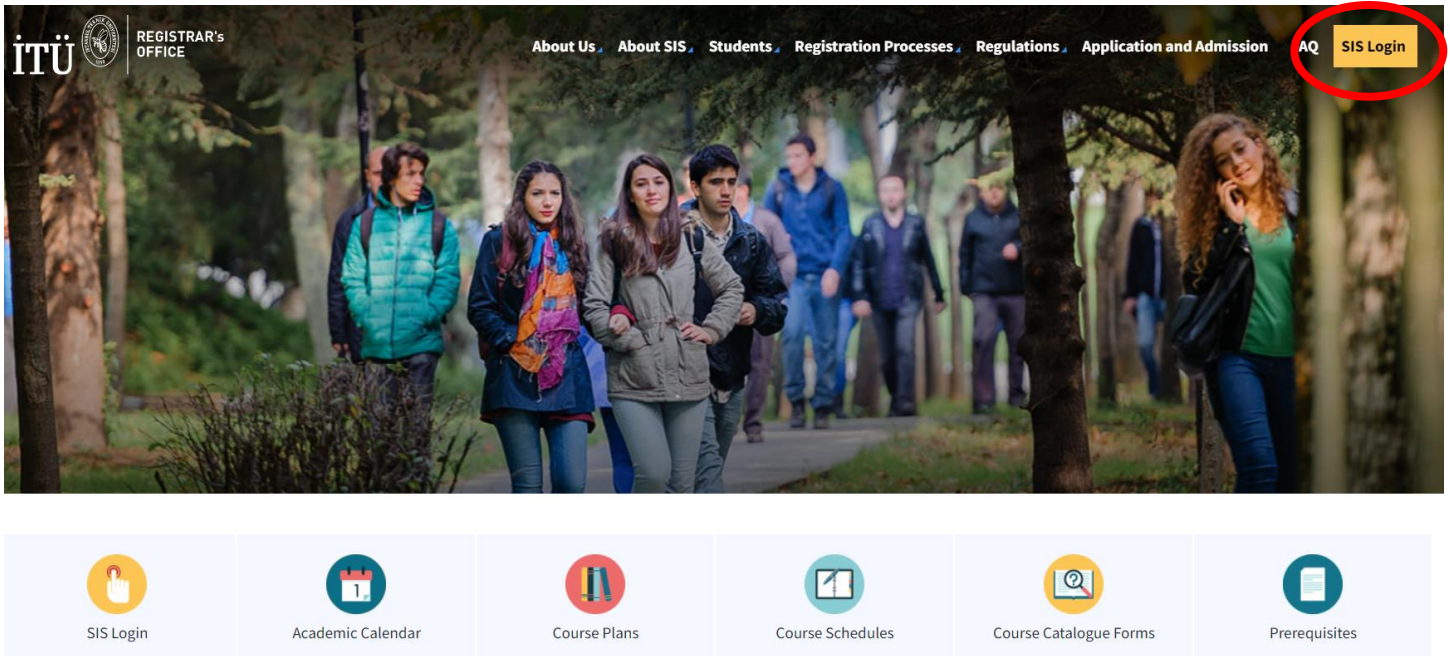 İTÜ
REGISTRAR's
OFFICE
About Us About SIS Students Registration Processes Regulations Application and Admission AQ SIS Login
SIS Login Academic Calendar Course Plans Course Schedules Course Catalogue Forms Prerequisites